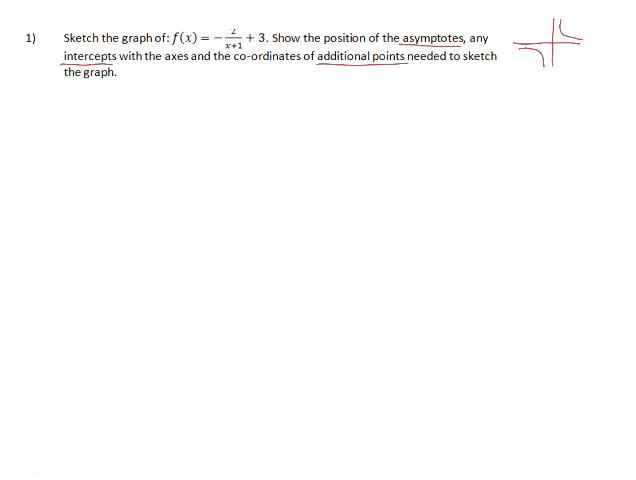 1) Sketch the graph of: f(x) = −2/(x+1) + 3. Show the position of the asymptotes, any
intercepts with the axes and the co-ordinates of additional points needed to sketch
the graph.